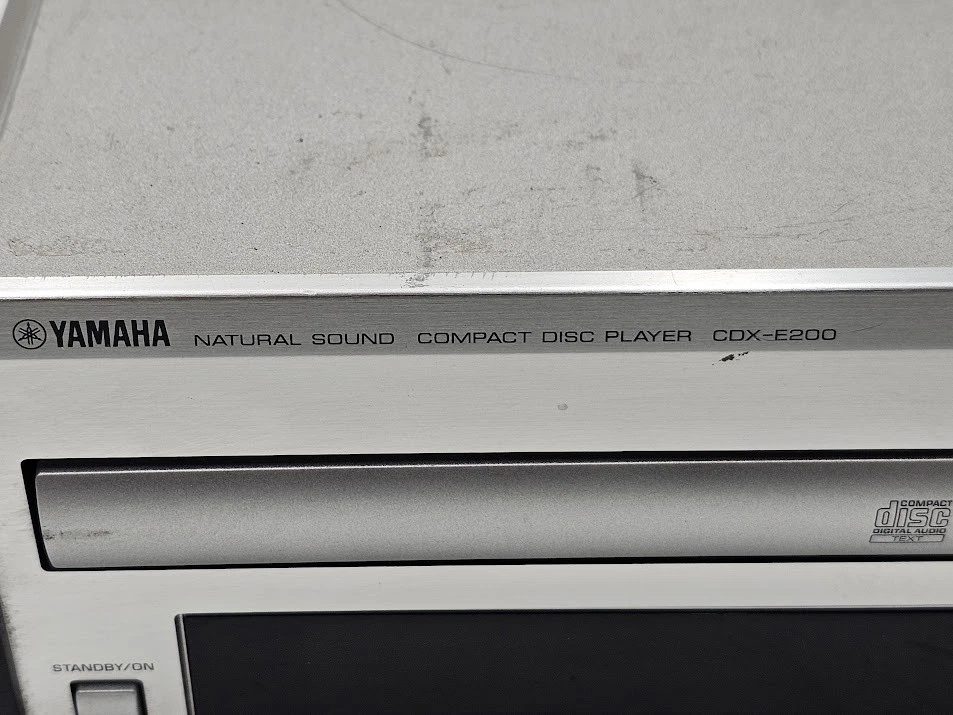 YAMAHA NATURAL SOUND COMPACT DISC PLAYER CDX-E200
COMPACT
disc
DIGITAL AUDIO
TEXT
STANDBY/ON